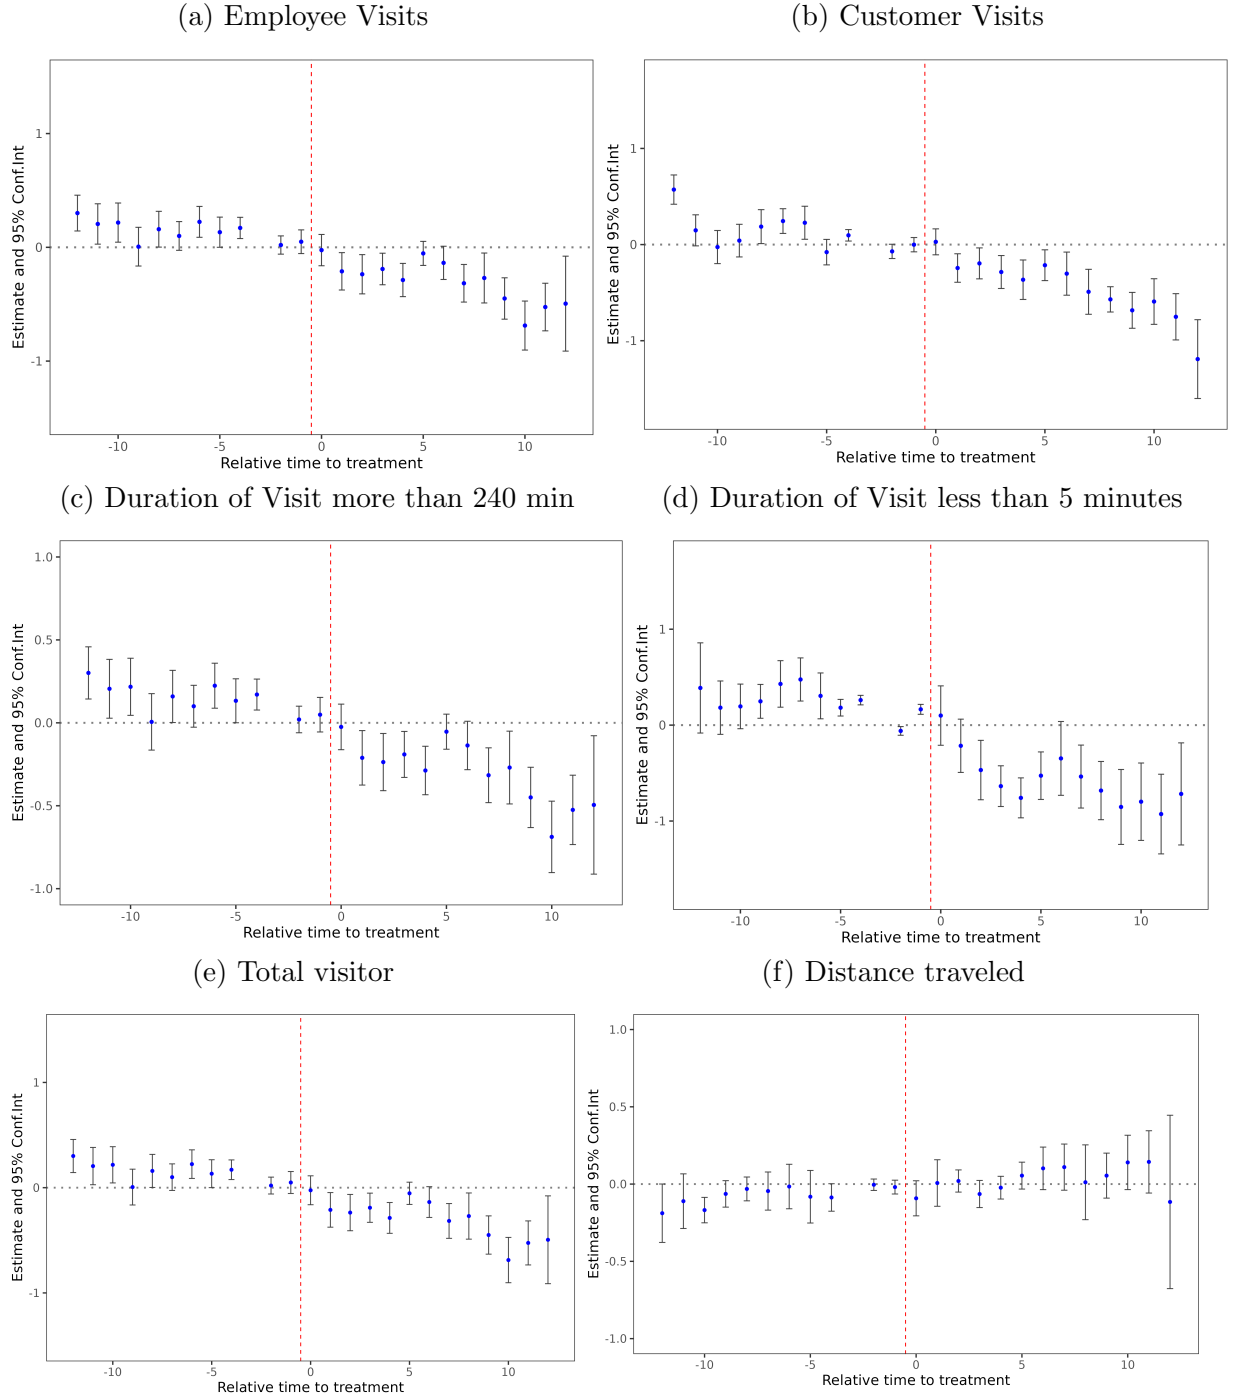 (a) Employee Visits
1
0
-1
Estimate and 95% Conf.Int
-10 -5 0 5 10
Relative time to treatment
(b) Customer Visits
1
0
-1
Estimate and 95% Conf.Int
-10 -5 0 5 10
Relative time to treatment
(c) Duration of Visit more than 240 min
1.0
0.5
0.0
-0.5
-1.0
Estimate and 95% Conf.Int
-10 -5 0 5 10
Relative time to treatment
(d) Duration of Visit less than 5 minutes
1
0
-1
Estimate and 95% Conf.Int
-10 -5 0 5 10
Relative time to treatment
(e) Total visitor
1
0
-1
Estimate and 95% Conf.Int
-10 -5 0 5 10
Relative time to treatment
(f) Distance traveled
1.0
0.5
0.0
-0.5
-1.0
Estimate and 95% Conf.Int
-10 -5 0 5 10
Relative time to treatment